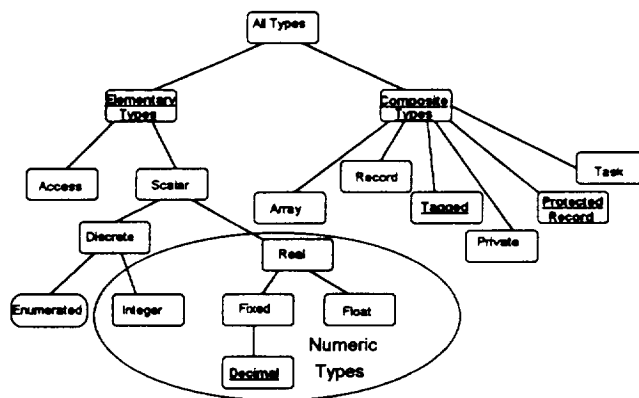 All Types
Elementary
Types
Composite
Types
Access
Scalar
Array
Record
Tagged
Private
Protected
Record
Task
Discrete
Real
Enumerated
Integer
Fixed
Float
Decimal
Numeric
Types